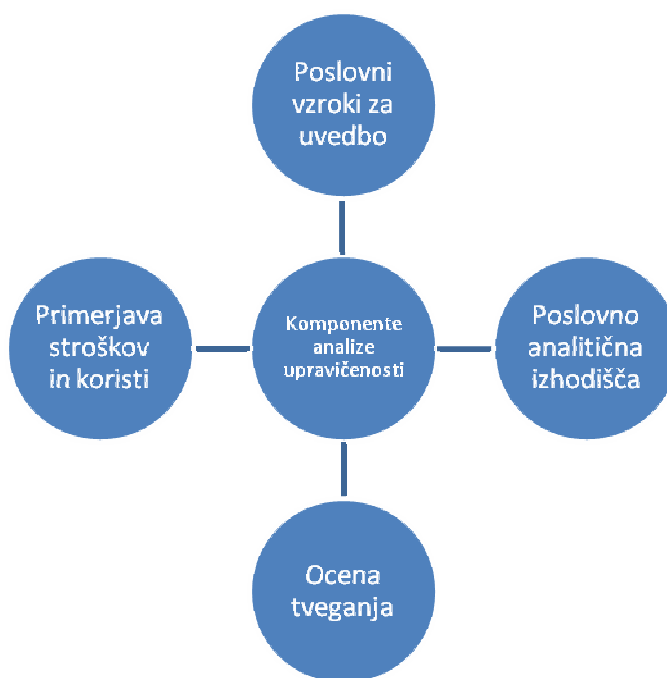 Poslovni
vzroki za
uvedbo
Primerjava
stroškov
in koristi
Komponente
analize
upravičenosti
Poslovno
analitična
izhodišča
Ocena
tveganja